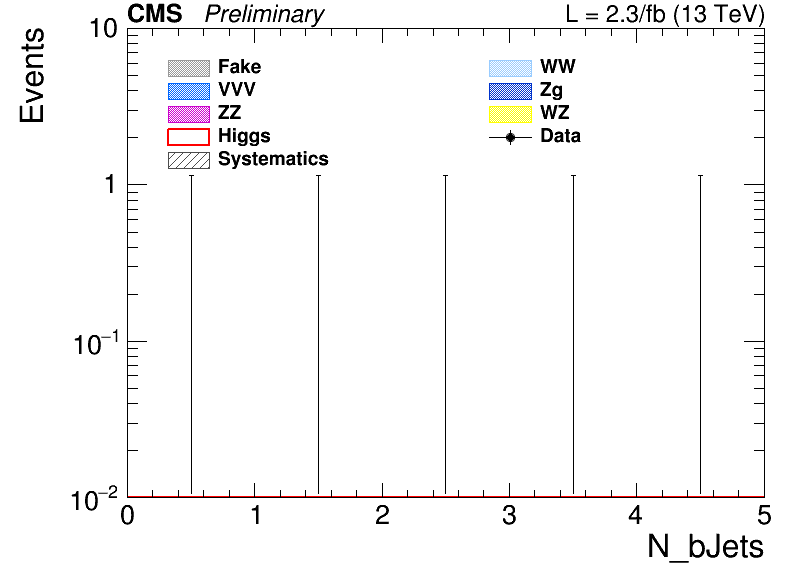 CMS Preliminary L = 2.3/fb (13 TeV)
Events
10
1
10⁻¹
10⁻²
Fake WW
VVV Zg
ZZ WZ
Higgs Data
Systematics
0 1 2 3 4 5
N_bJets